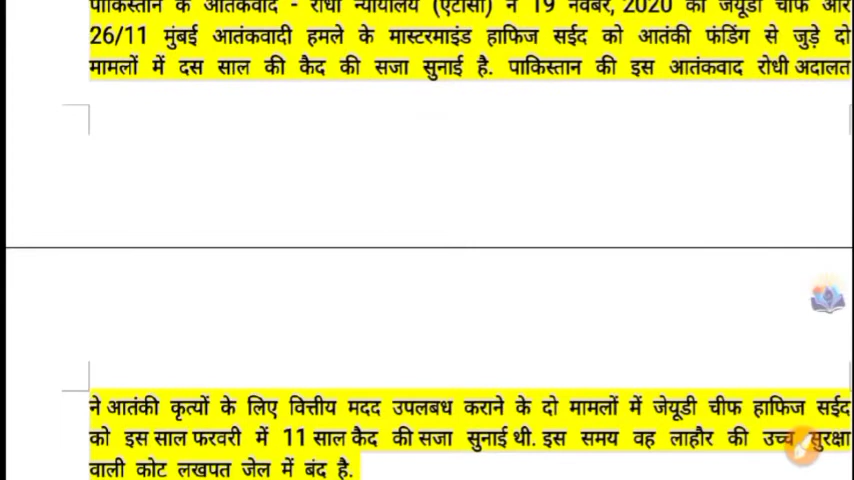 पाकिस्तान के आतंकवाद - रोधी न्यायालय (एटीसी) ने 19 नवंबर, 2020 को जेयूडी चीफ और
26/11 मुंबई आतंकवादी हमले के मास्टरमाइंड हाफिज सईद को आतंकी फंडिंग से जुड़े दो
मामलों में दस साल की कैद की सजा सुनाई है. पाकिस्तान की इस आतंकवाद रोधी अदालत
ने आतंकी कृत्यों के लिए वित्तीय मदद उपलबध कराने के दो मामलों में जेयूडी चीफ हाफिज सईद
को इस साल फरवरी में 11 साल कैद की सजा सुनाई थी. इस समय वह लाहौर की उच्च सुरक्षा
वाली कोट लखपत जेल में बंद है.